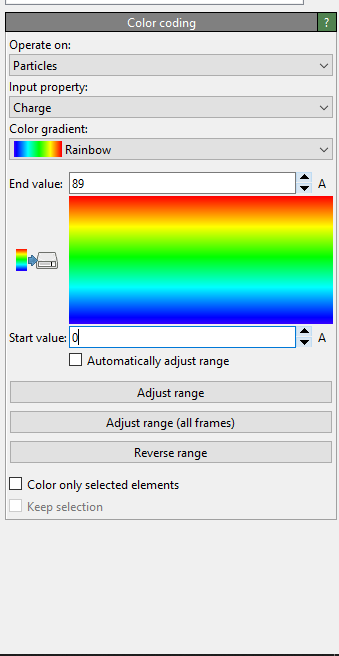 Color coding ?
Operate on:
Particles
Input property:
Charge
Color gradient:
Rainbow
End value: 89 A
Start value: 0 A
Automatically adjust range
Adjust range
Adjust range (all frames)
Reverse range
Color only selected elements
Keep selection